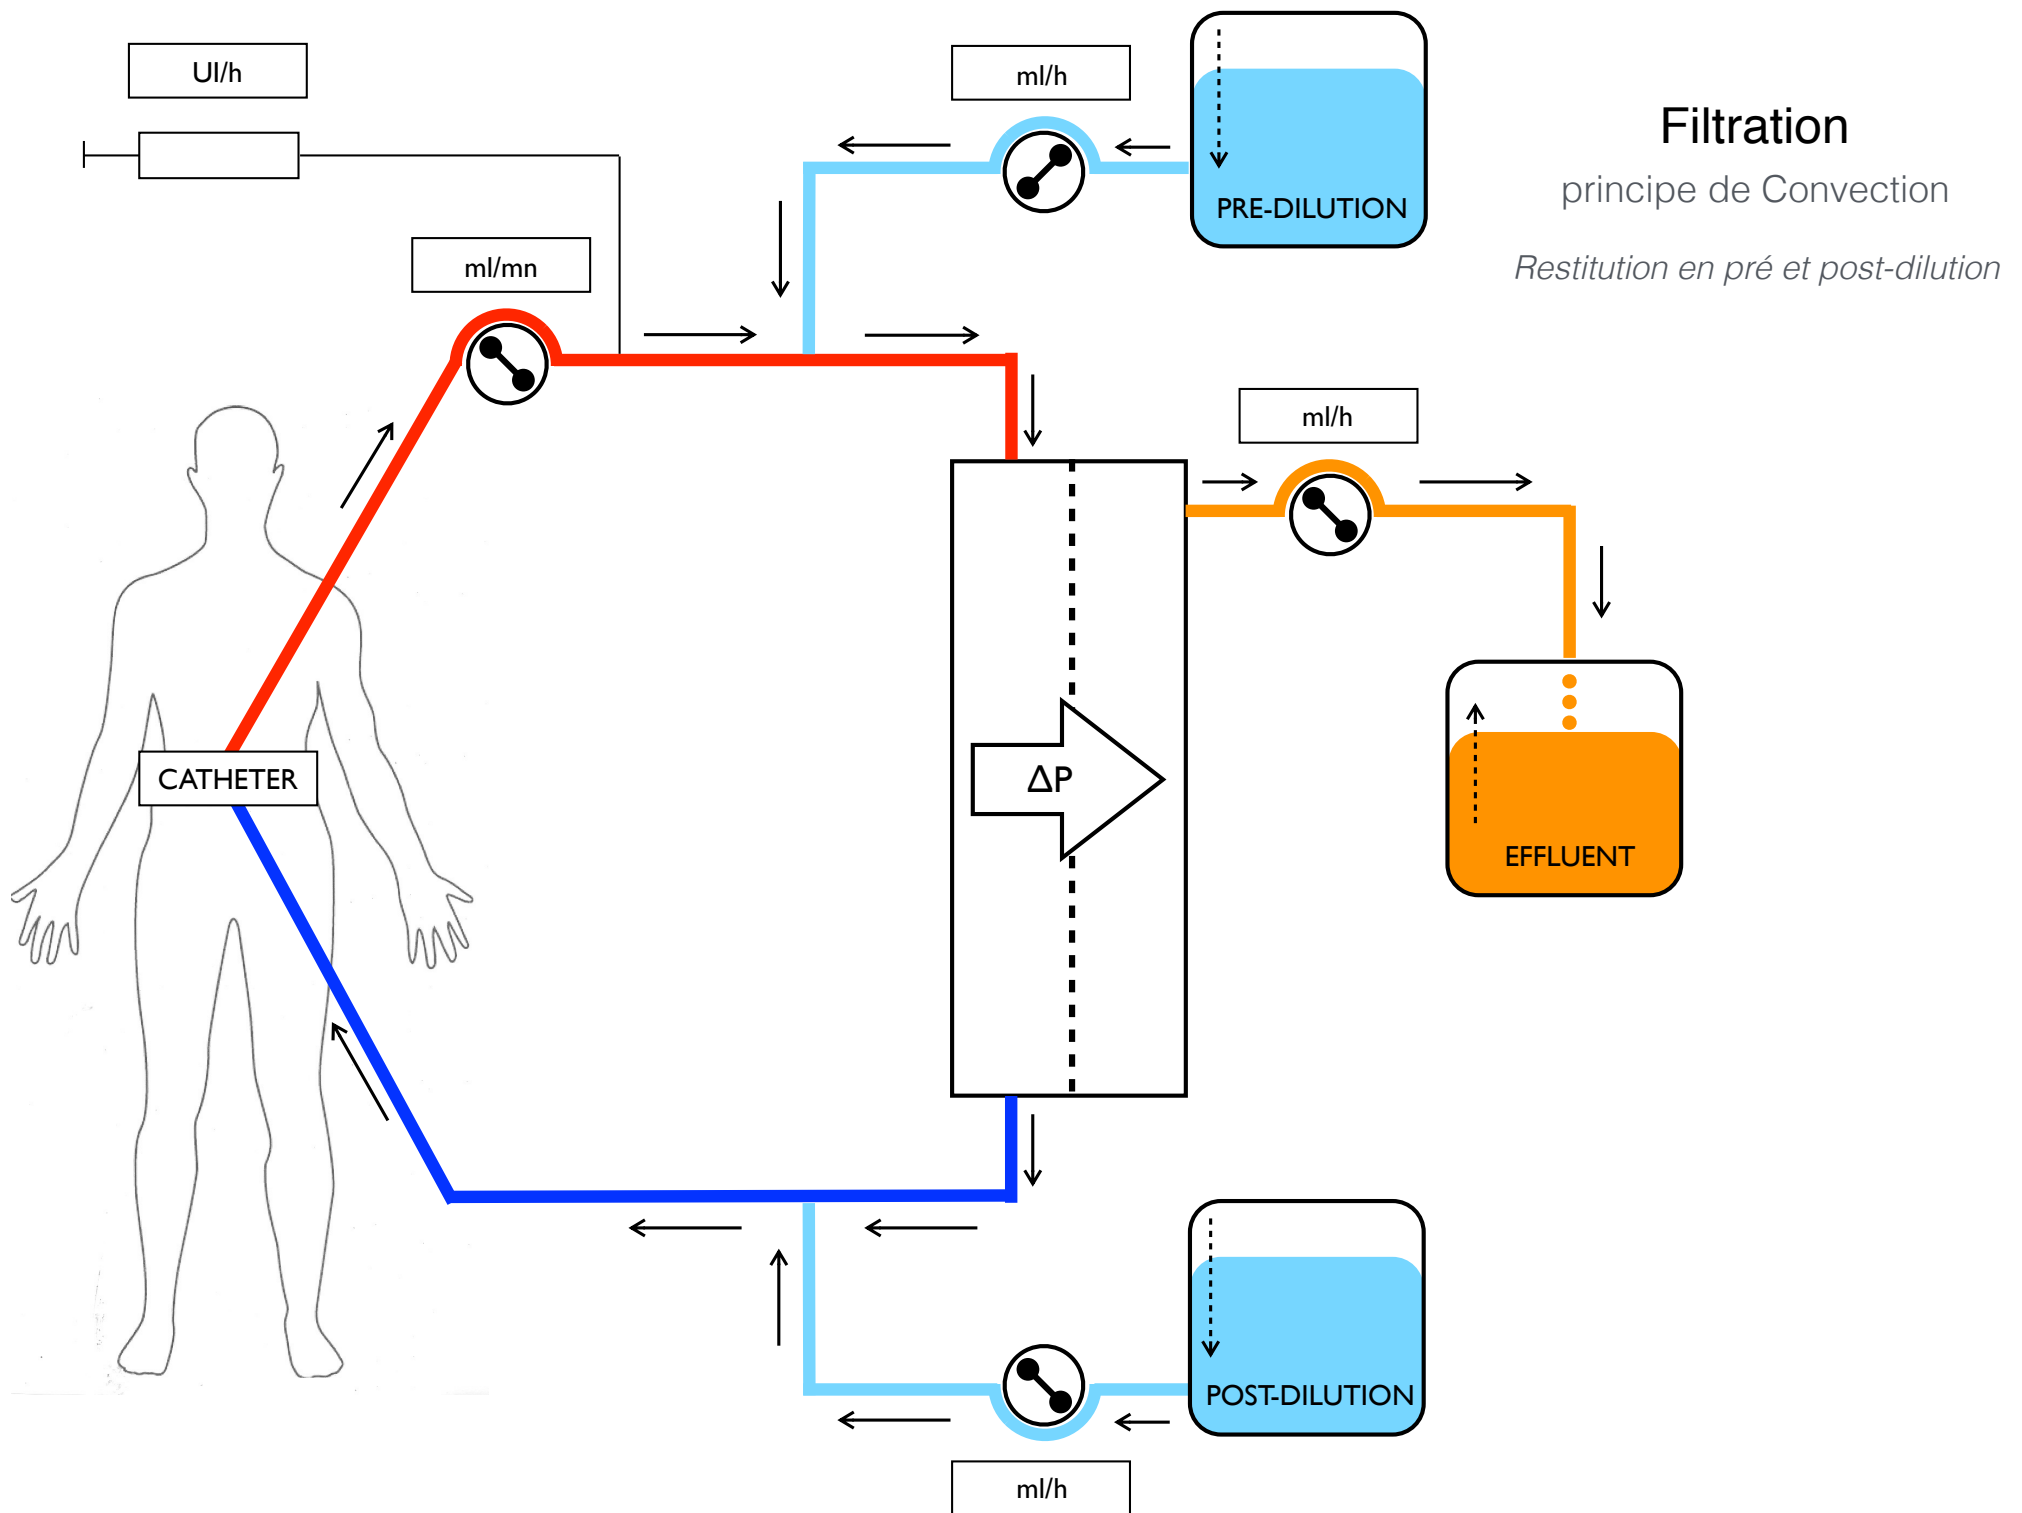 UI/h
ml/h
Filtration
principe de Convection
PRE-DILUTION
Restitution en pré et post-dilution
ml/mn
ml/h
CATHETER
ΔP
EFFLUENT
POST-DILUTION
ml/h